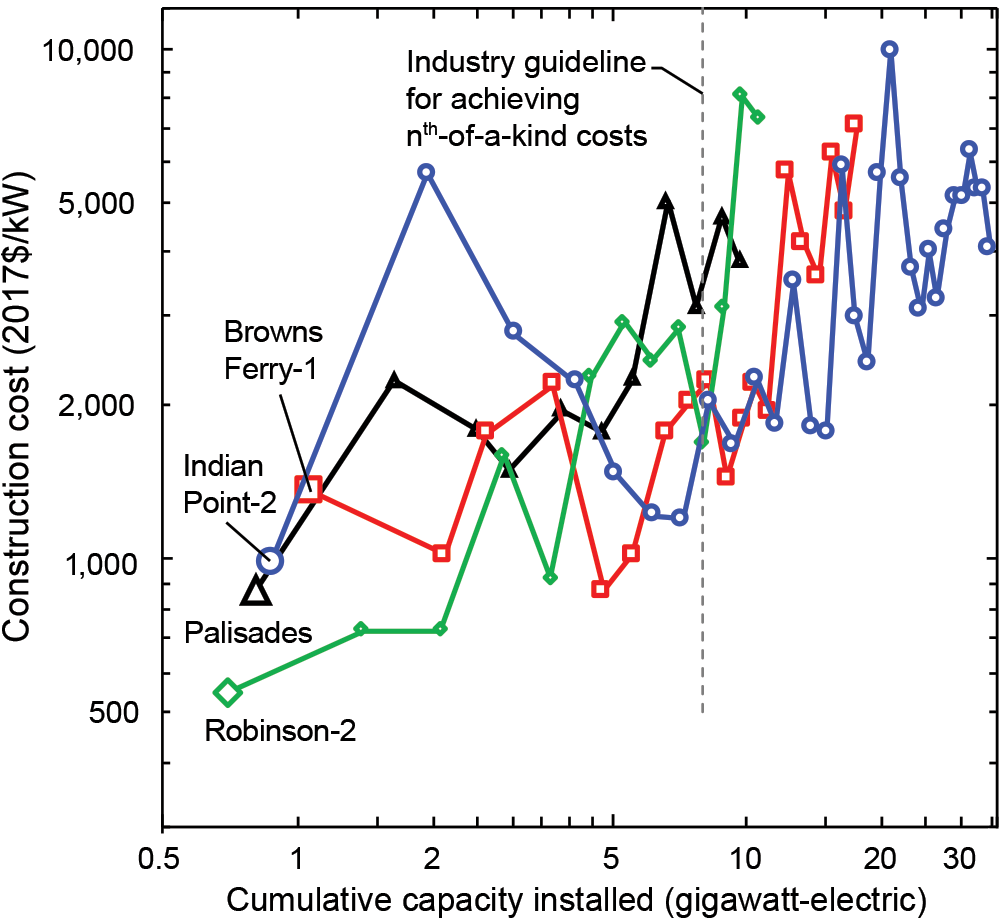 10,000
5,000
2,000
1,000
500
Construction cost (2017$/kW)
Industry guideline
for achieving
nth-of-a-kind costs
Browns
Ferry-1
Indian
Point-2
Palisades
Robinson-2
0.5 1 2 5 10 20 30
Cumulative capacity installed (gigawatt-electric)